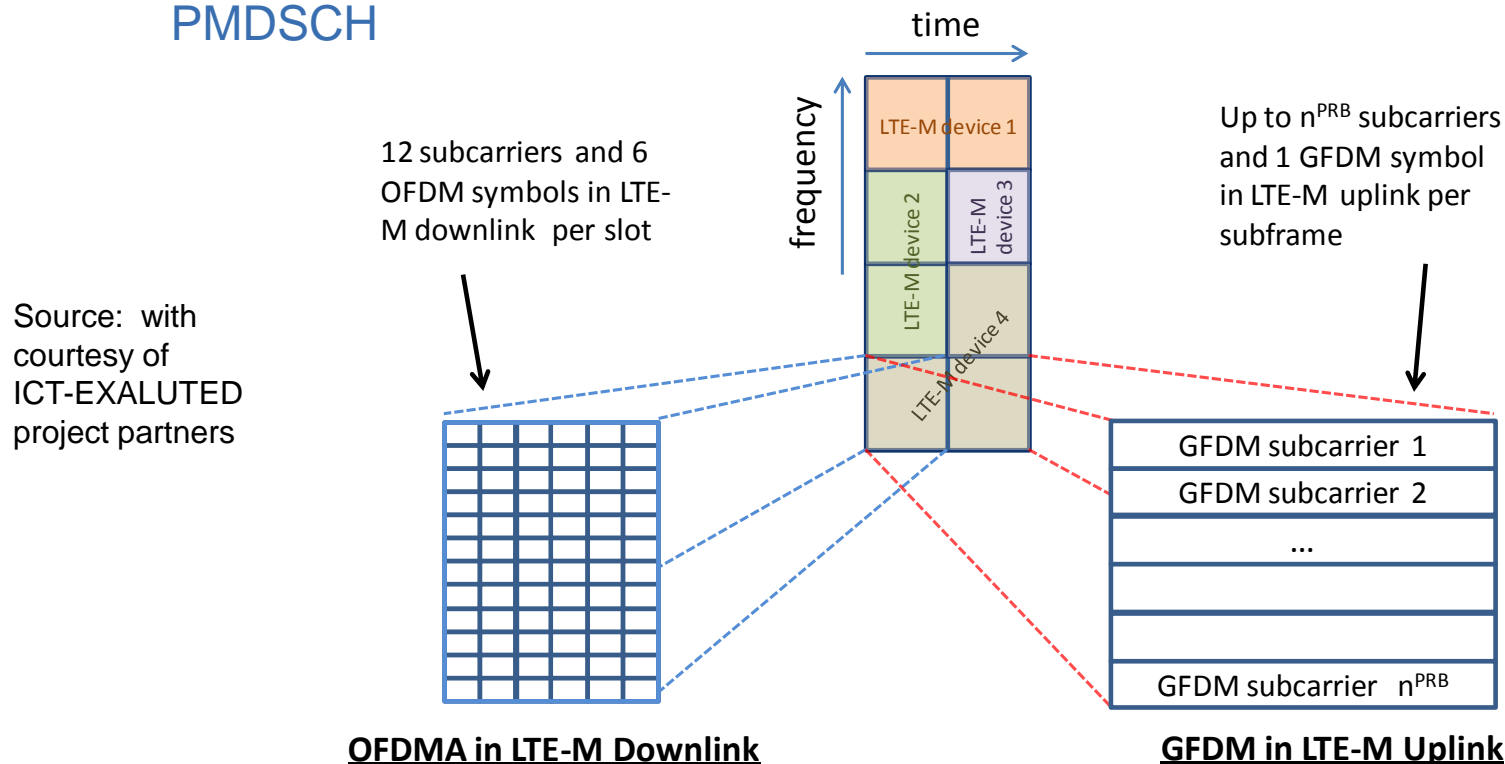 PMDSCH
time
frequency
LTE-M device 1
LTE-M device 2
LTE-M
device 3
LTE-M device 4
12 subcarriers and 6
OFDM symbols in LTE-
M downlink per slot
Up to n^PRB subcarriers
and 1 GFDM symbol
in LTE-M uplink per
subframe
Source: with
courtesy of
ICT-EXALUTED
project partners
GFDM subcarrier 1
GFDM subcarrier 2
...
GFDM subcarrier n^PRB
OFDMA in LTE-M Downlink
GFDM in LTE-M Uplink